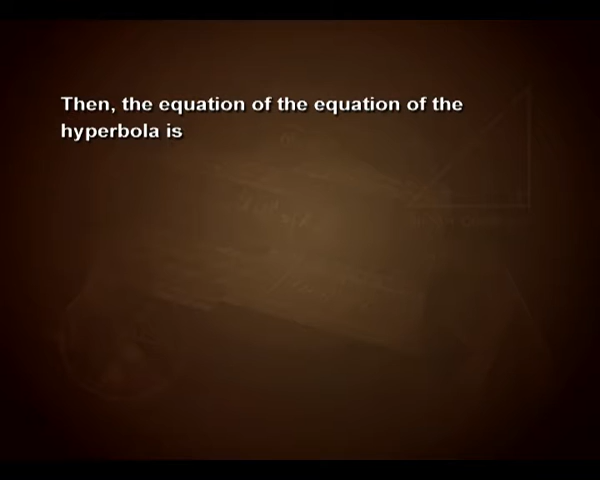 Then, the equation of the equation of the
hyperbola is